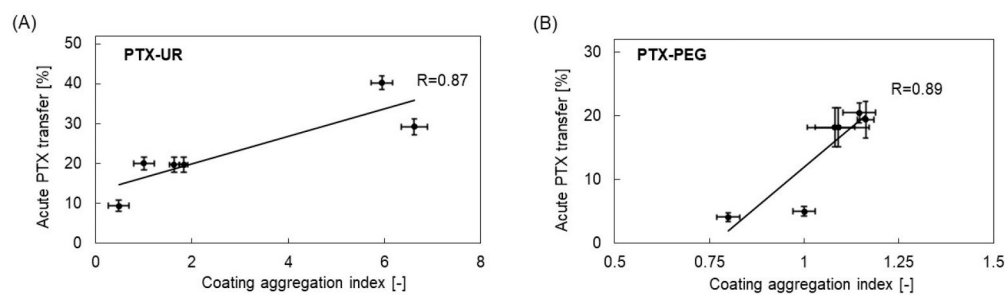 (A)
PTX-UR
R=0.87
Acute PTX transfer [%]
50
40
30
20
10
0
0 2 4 6 8
Coating aggregation index [-]
(B)
PTX-PEG
R=0.89
Acute PTX transfer [%]
30
20
10
0
0.5 0.75 1 1.25 1.5
Coating aggregation index [-]